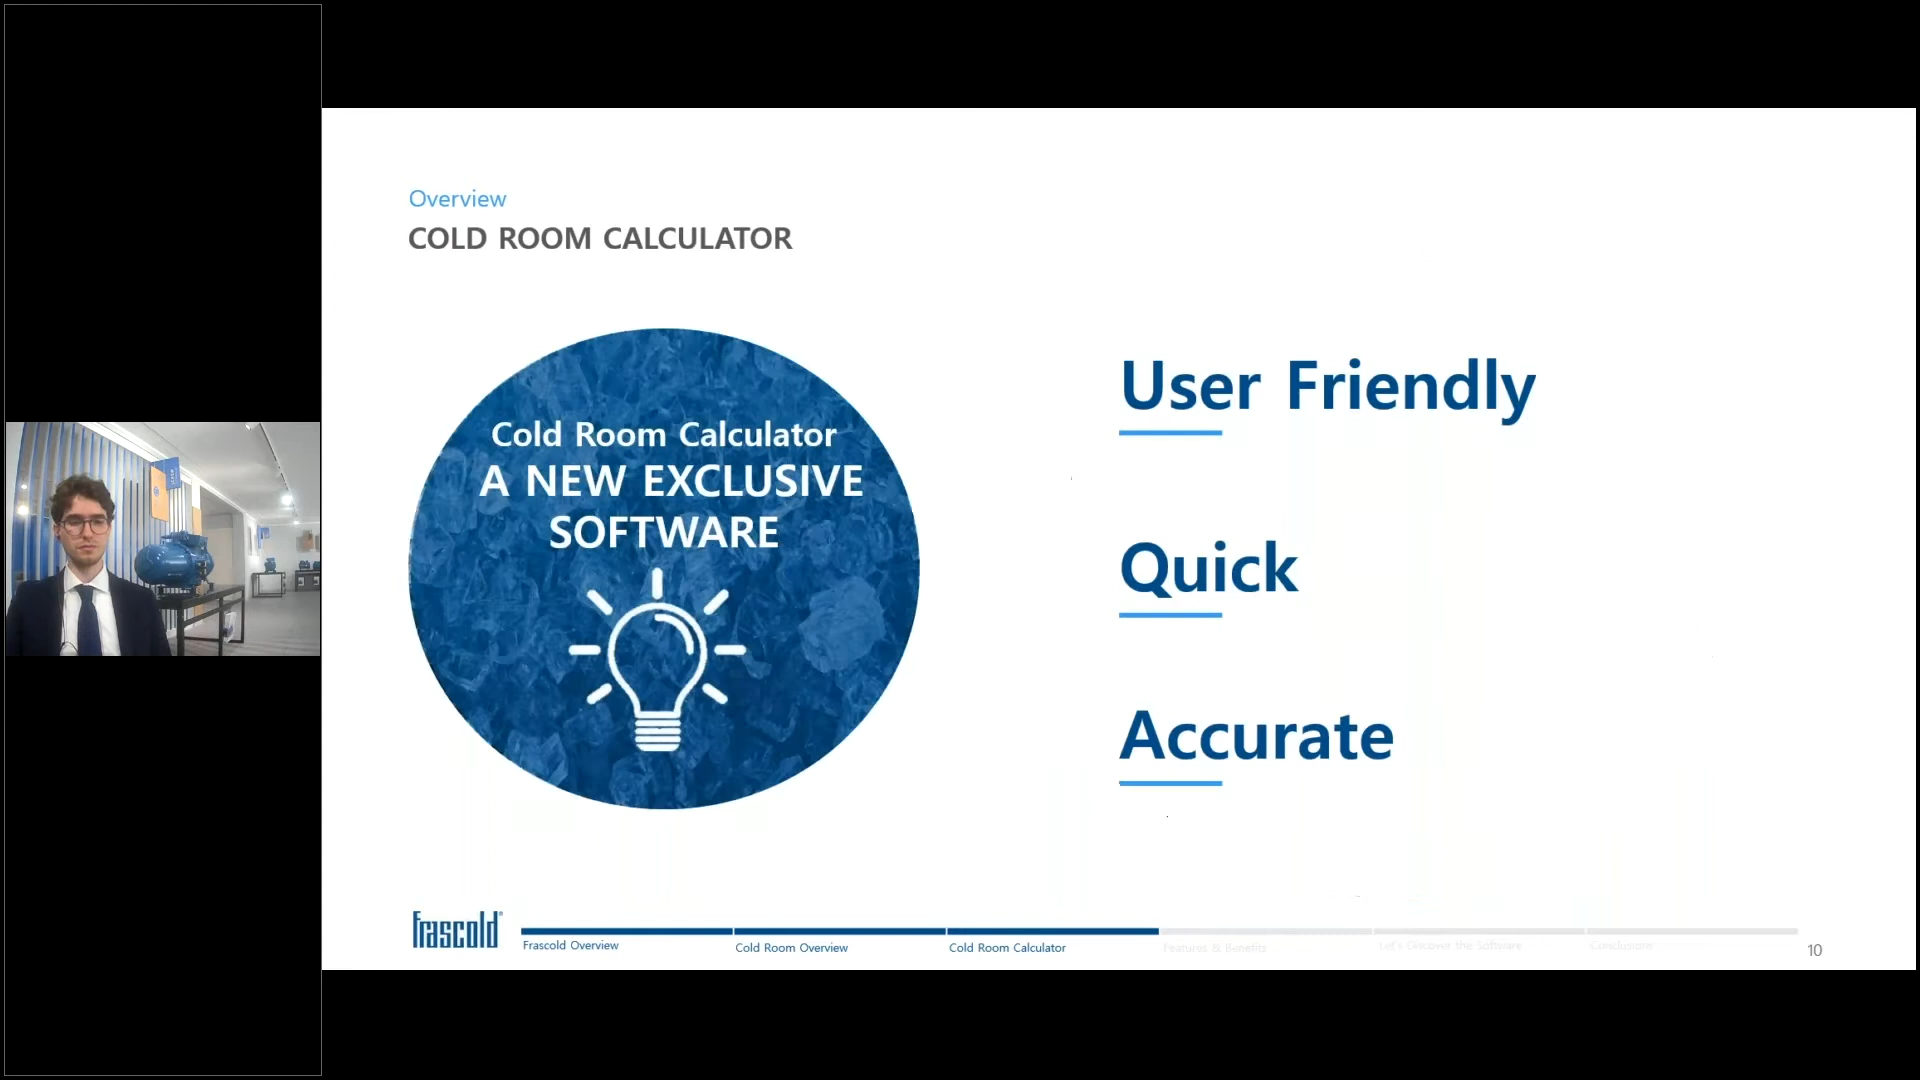 Overview
COLD ROOM CALCULATOR
Cold Room Calculator
A NEW EXCLUSIVE
SOFTWARE
User Friendly
Quick
Accurate
frascold
Frascold Overview
Cold Room Overview
Cold Room Calculator
Features & Benefits
Let's Discover the Software
Conclusions
10